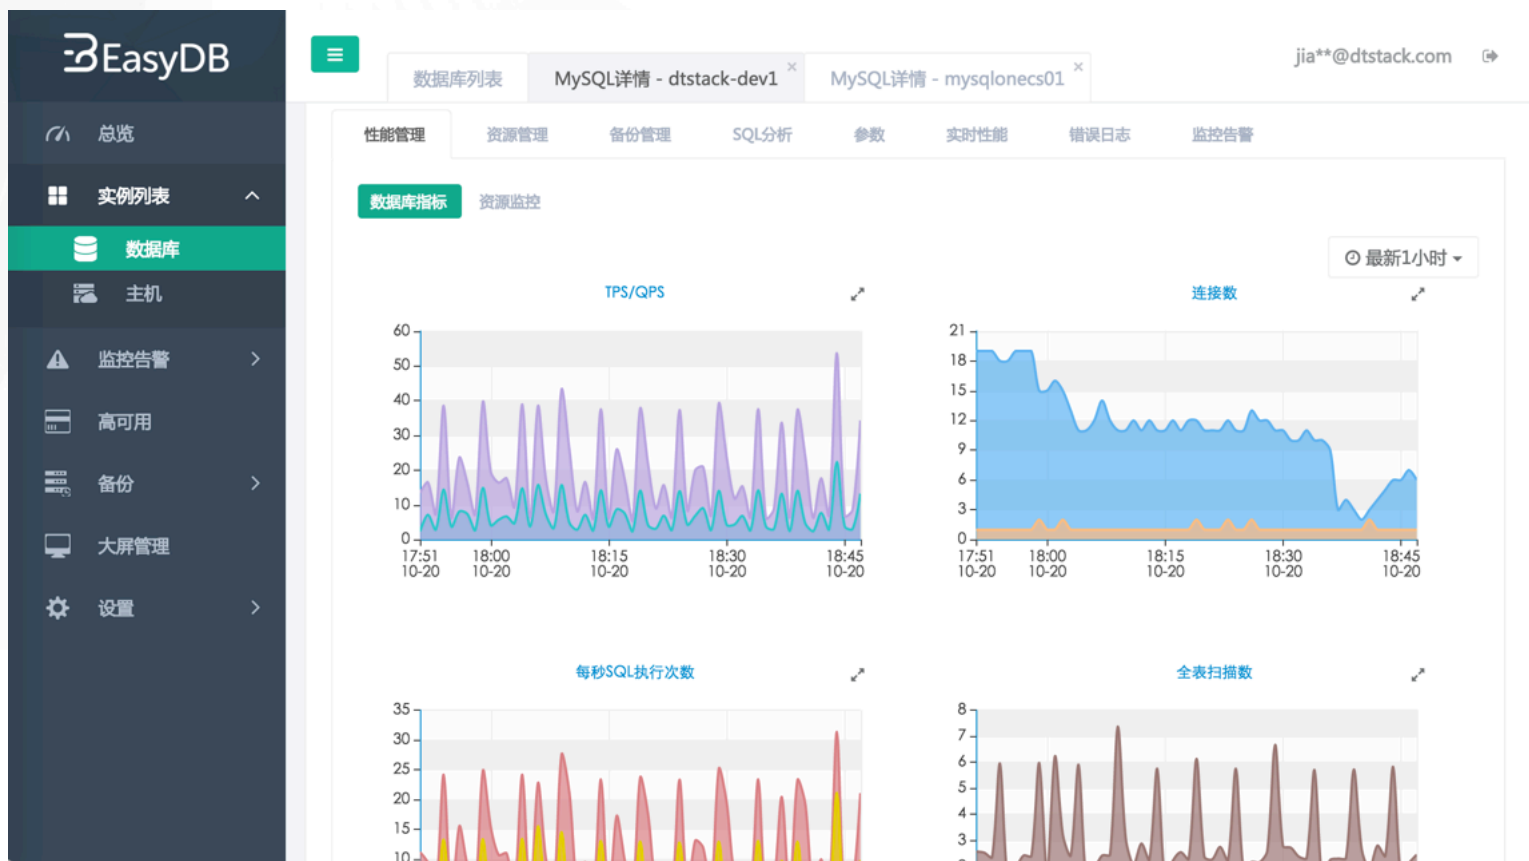 EasyDB
jia**@dtstack.com
数据库列表
MySQL详情 - dtstack-dev1 ×
MySQL详情 - mysqlonecs01 ×
总览
实例列表
数据库
主机
监控告警
高可用
备份
大屏管理
设置
性能管理 资源管理 备份管理 SQL分析 参数 实时性能 错误日志 监控告警
数据库指标 资源监控
最新1小时
TPS/QPS
60
50
40
30
20
10
0
17:51 18:00 18:15 18:30 18:45
10-20 10-20 10-20 10-20 10-20
连接数
21
18
15
12
9
6
3
0
17:51 18:00 18:15 18:30 18:45
10-20 10-20 10-20 10-20 10-20
每秒SQL执行次数
35
30
25
20
15
10
全表扫描数
8
7
6
5
4
3